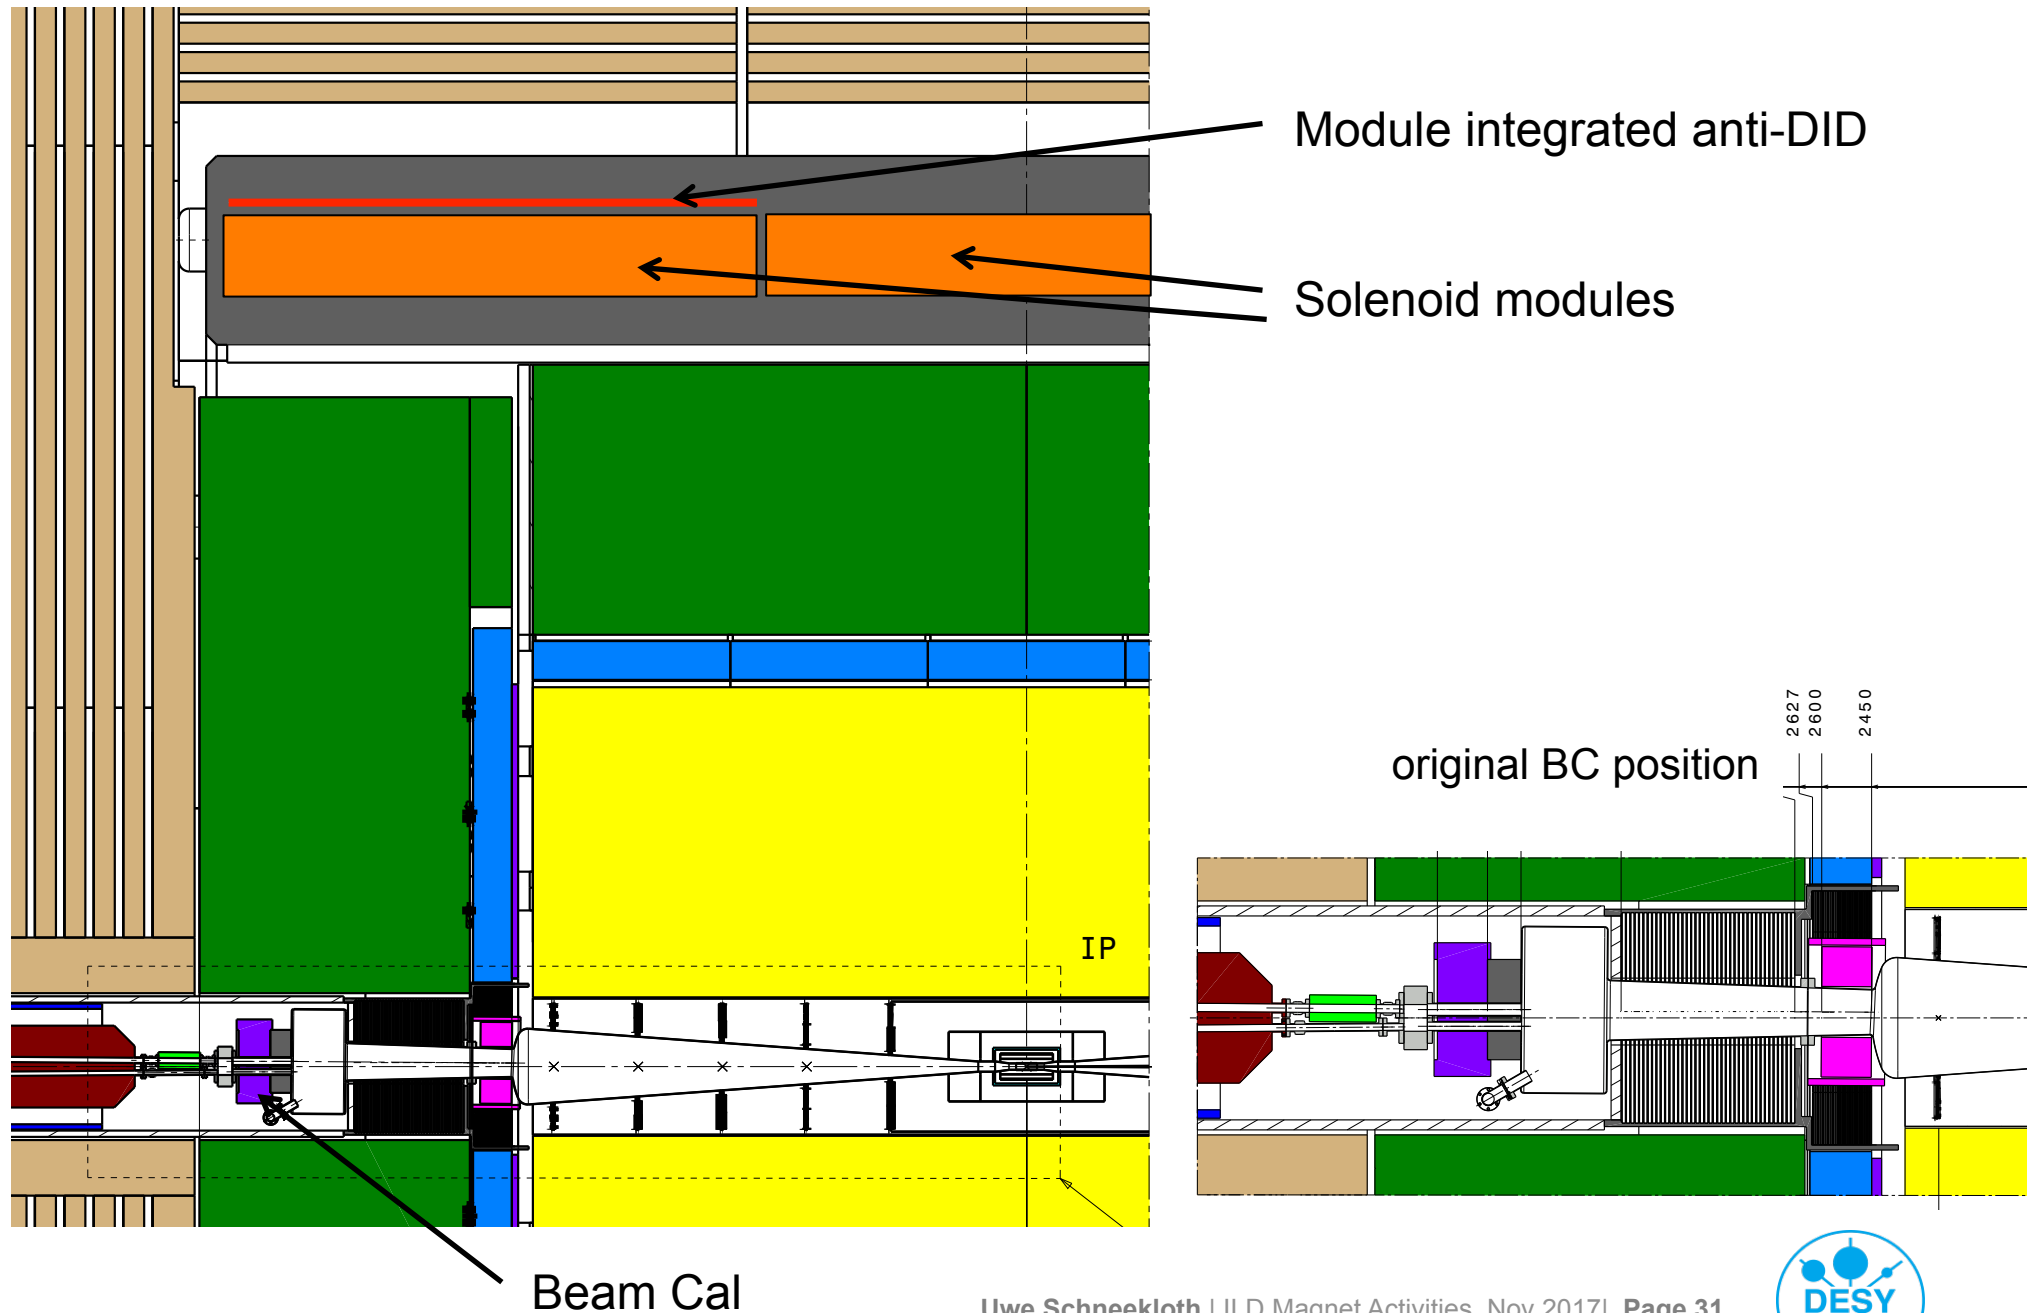 Module integrated anti-DID
Solenoid modules
2627
2600
2450
original BC position
IP
Beam Cal
Uwe Schneekloth | ILD Magnet Activities, Nov 2017| Page 31
DESY